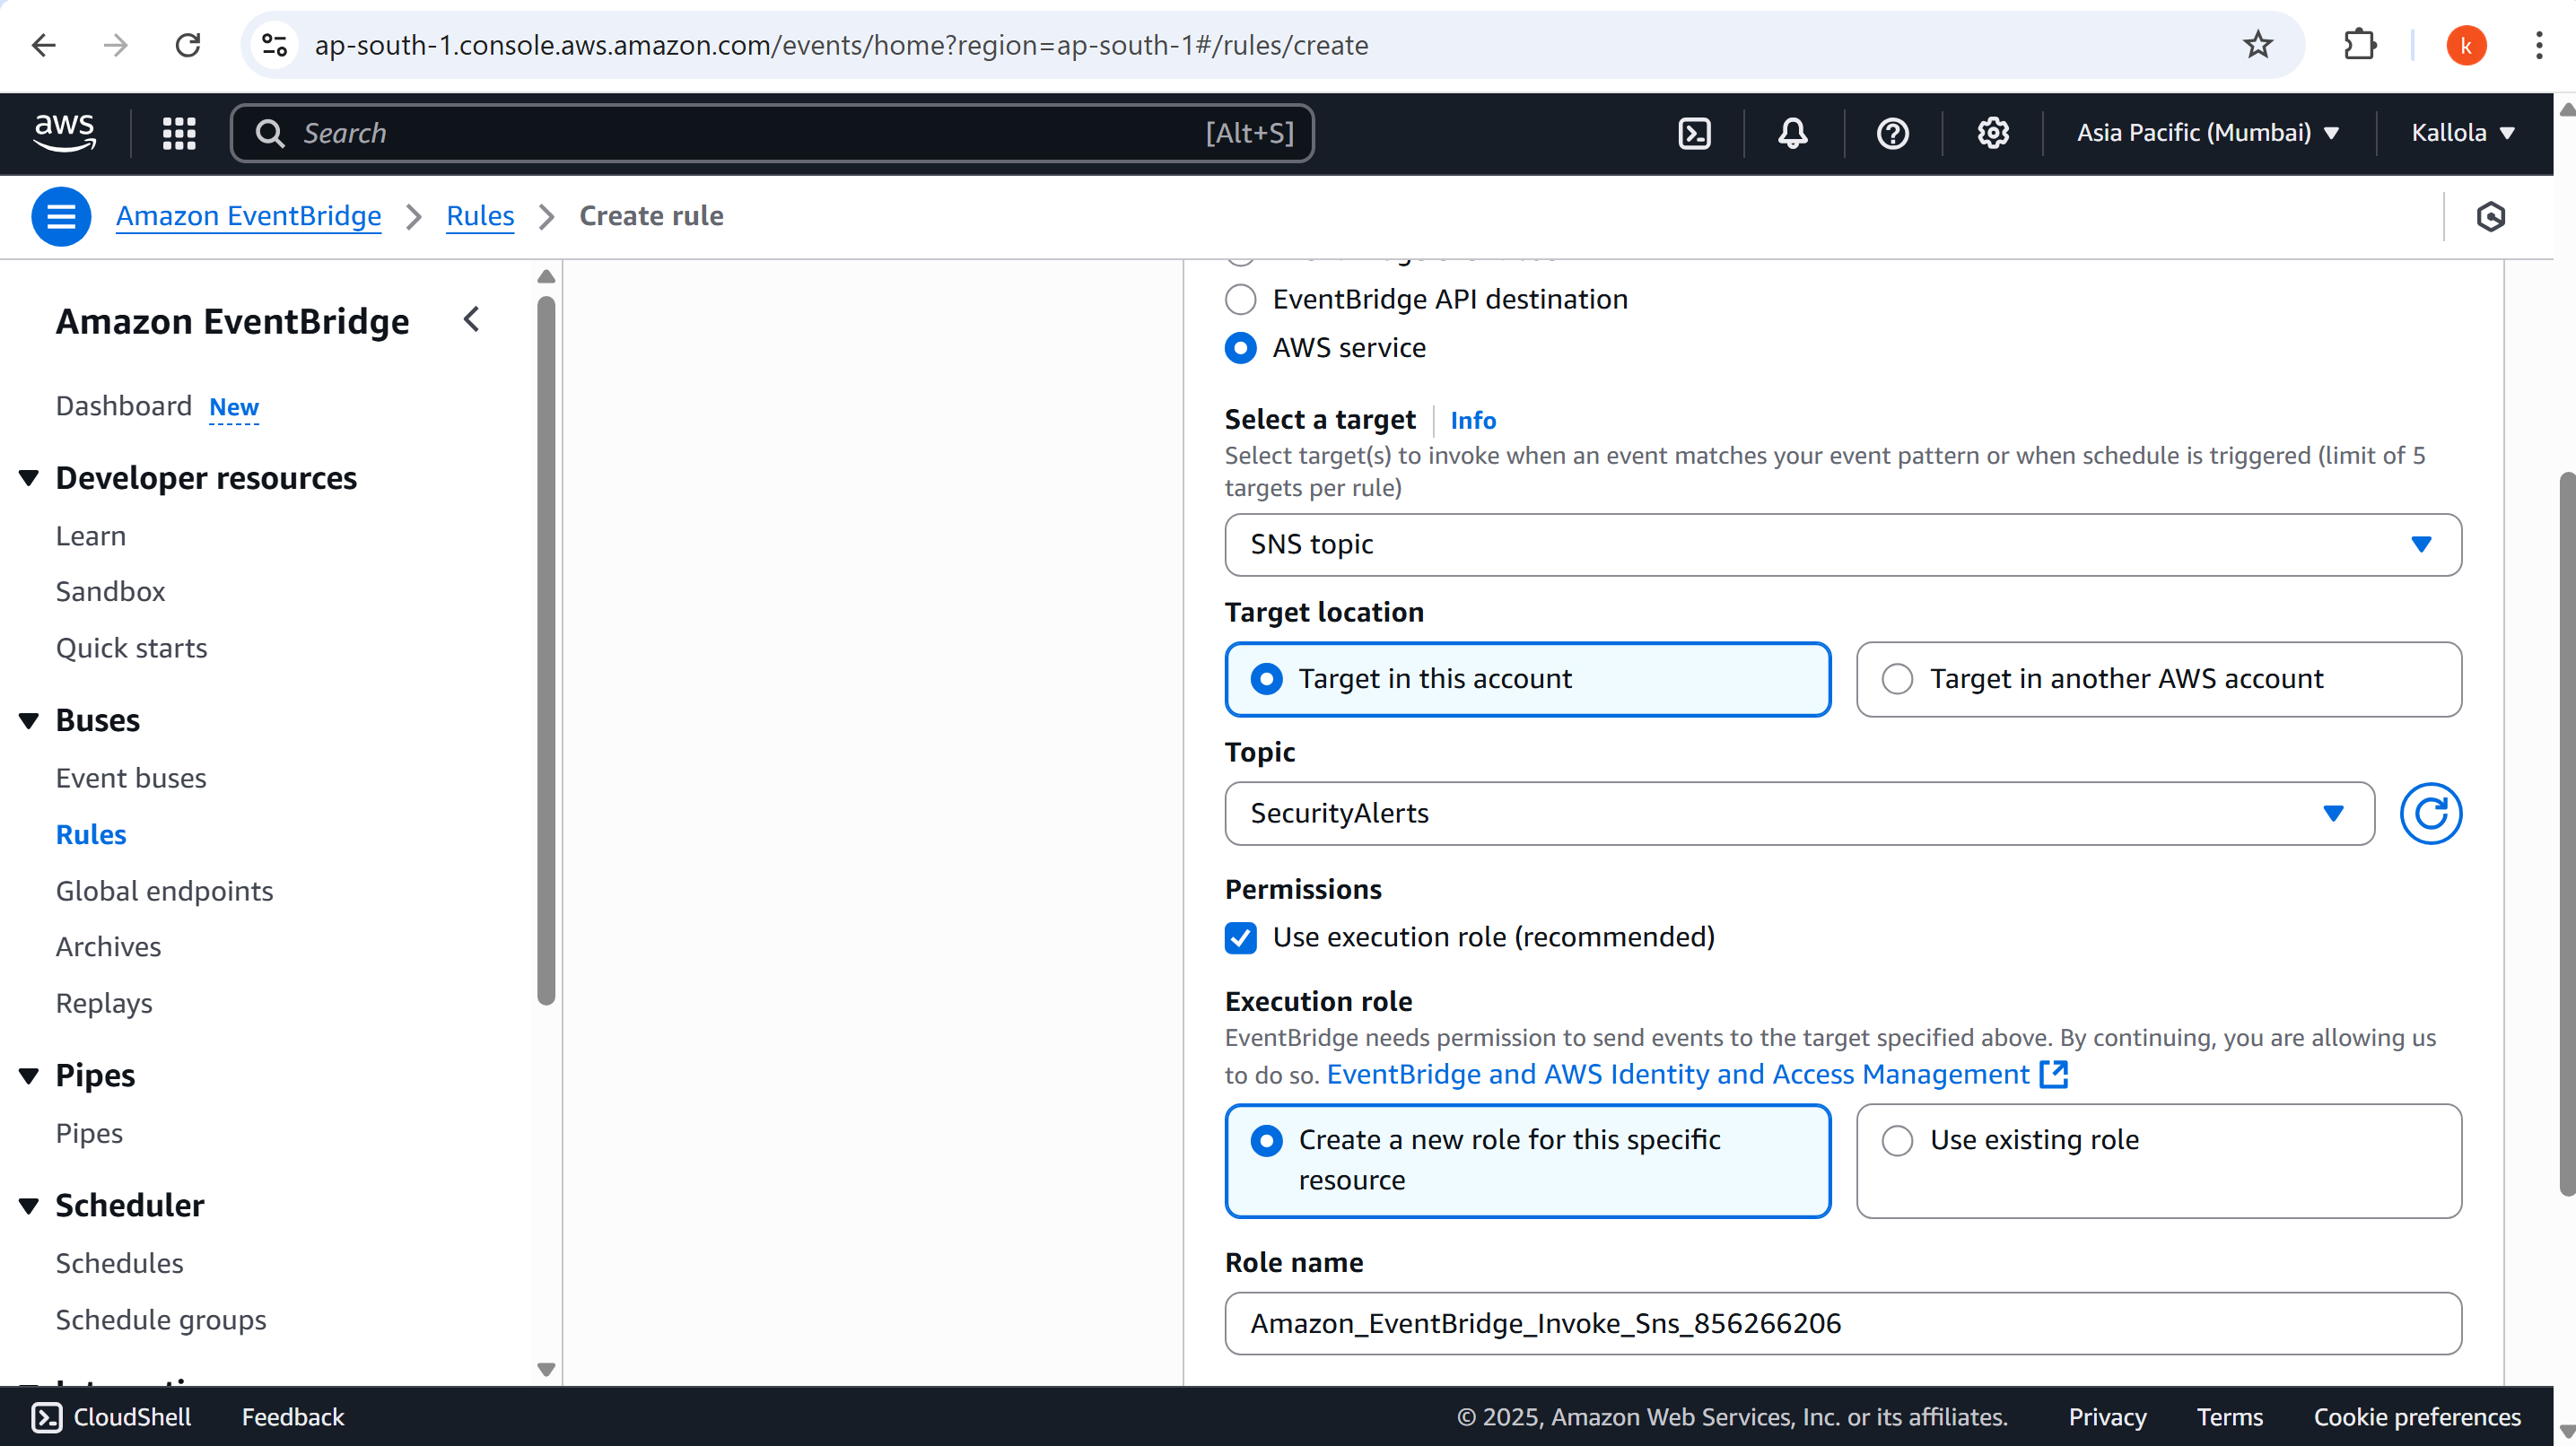 ap-south-1.console.aws.amazon.com/events/home?region=ap-south-1#/rules/create
k
aws
Search
[Alt+S]
Asia Pacific (Mumbai)
Kallola
Amazon EventBridge
Rules
Create rule
Amazon EventBridge
Dashboard New
Developer resources
Learn
Sandbox
Quick starts
Buses
Event buses
Rules
Global endpoints
Archives
Replays
Pipes
Pipes
Scheduler
Schedules
Schedule groups
EventBridge API destination
AWS service
Select a target Info
Select target(s) to invoke when an event matches your event pattern or when schedule is triggered (limit of 5
targets per rule)
SNS topic
Target location
Target in this account
Target in another AWS account
Topic
SecurityAlerts
Permissions
Use execution role (recommended)
Execution role
EventBridge needs permission to send events to the target specified above. By continuing, you are allowing us
to do so. EventBridge and AWS Identity and Access Management
Create a new role for this specific
resource
Use existing role
Role name
Amazon_EventBridge_Invoke_Sns_856266206
CloudShell
Feedback
© 2025, Amazon Web Services, Inc. or its affiliates.
Privacy
Terms
Cookie preferences